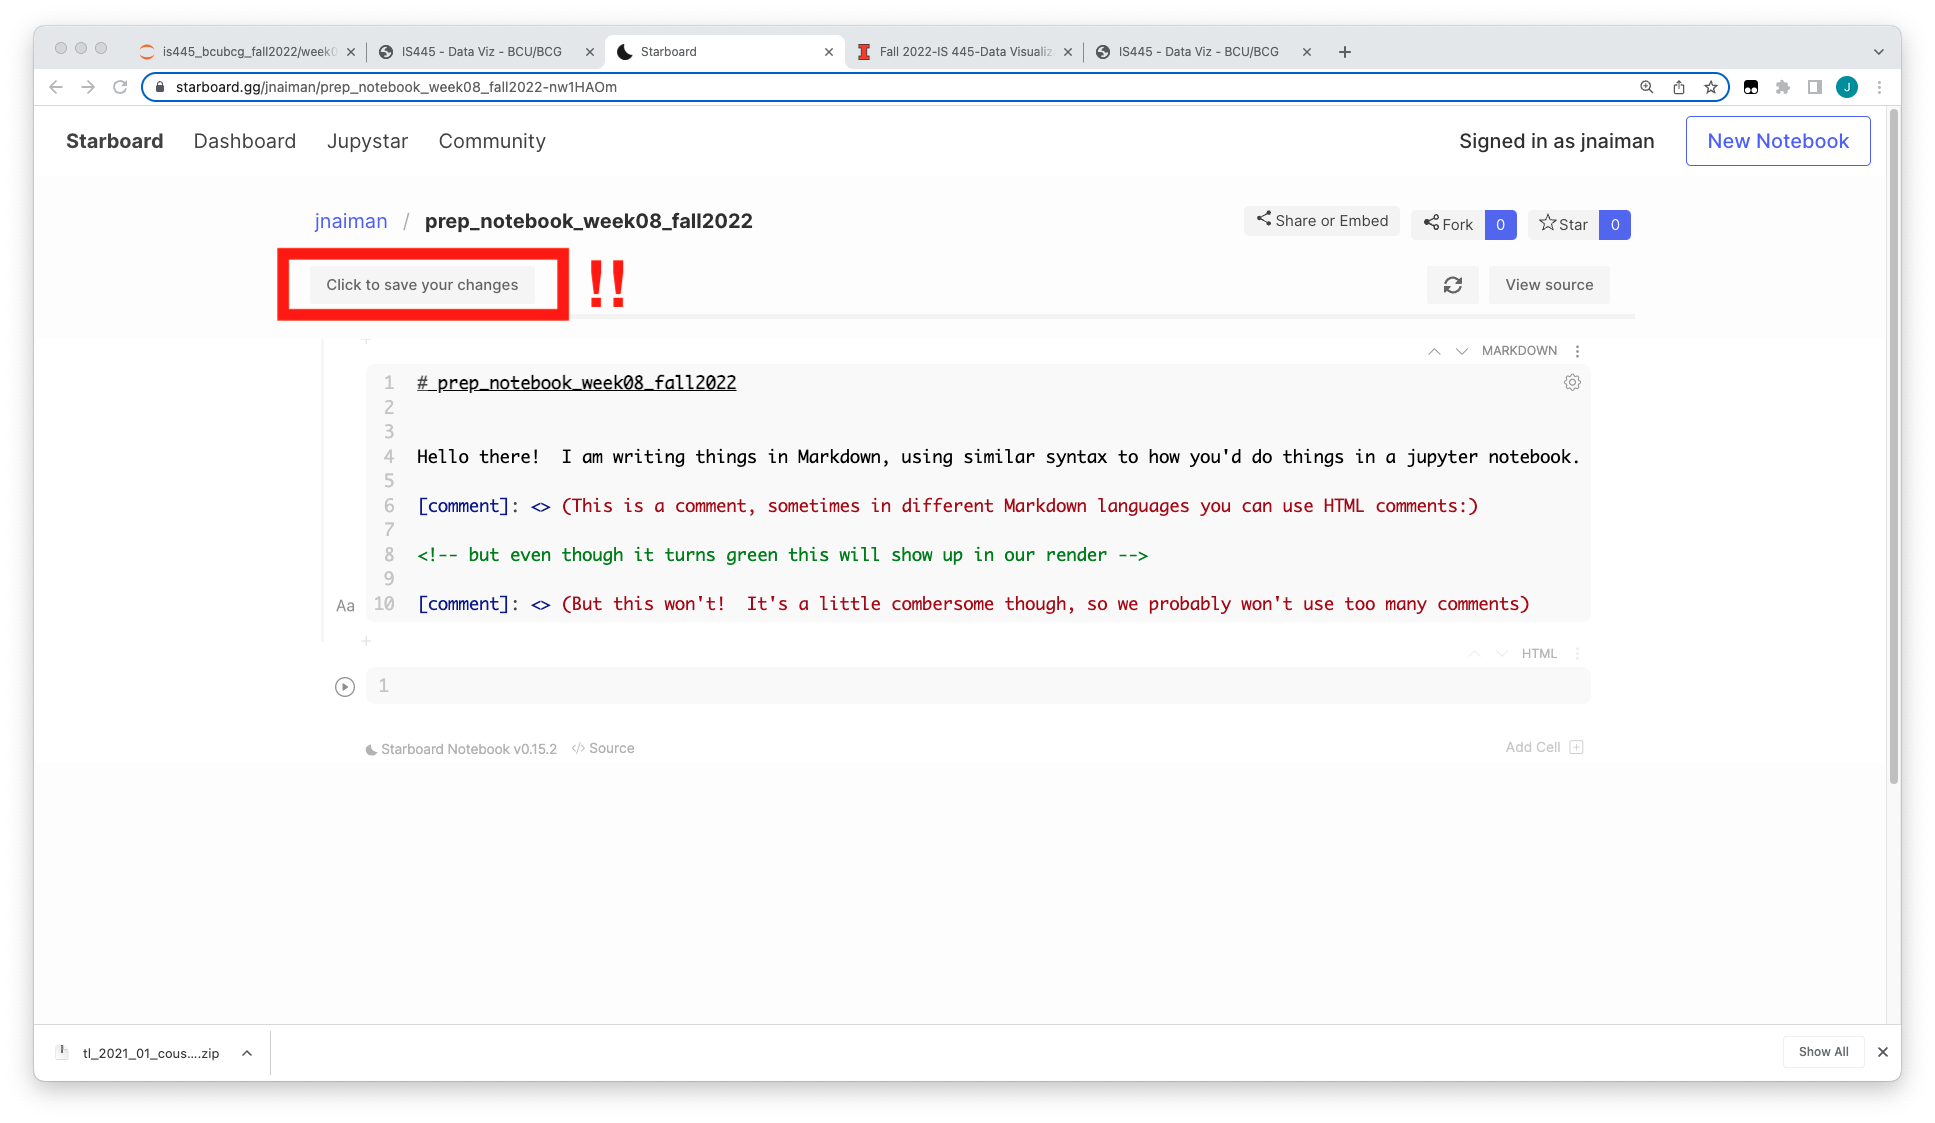 is445_bcubcg_fall2022/week0
IS445 - Data Viz - BCU/BCG
Starboard
Fall 2022-IS 445-Data Visualiz
IS445 - Data Viz - BCU/BCG
starboard.gg/jnaiman/prep_notebook_week08_fall2022-nw1HAOm
J
Starboard Dashboard Jupystar Community Signed in as jnaiman New Notebook
jnaiman / prep_notebook_week08_fall2022 Share or Embed Fork 0 Star 0
Click to save your changes !! View source
MARKDOWN
1 # prep_notebook_week08_fall2022
2
3
4 Hello there!  I am writing things in Markdown, using similar syntax to how you'd do things in a jupyter notebook.
5
6 [comment]: <> (This is a comment, sometimes in different Markdown languages you can use HTML comments:)
7
8 <!-- but even though it turns green this will show up in our render -->
9
Aa 10 [comment]: <> (But this won't!  It's a little combersome though, so we probably won't use too many comments)
HTML
1
Starboard Notebook v0.15.2 </> Source Add Cell
tl_2021_01_cous....zip Show All